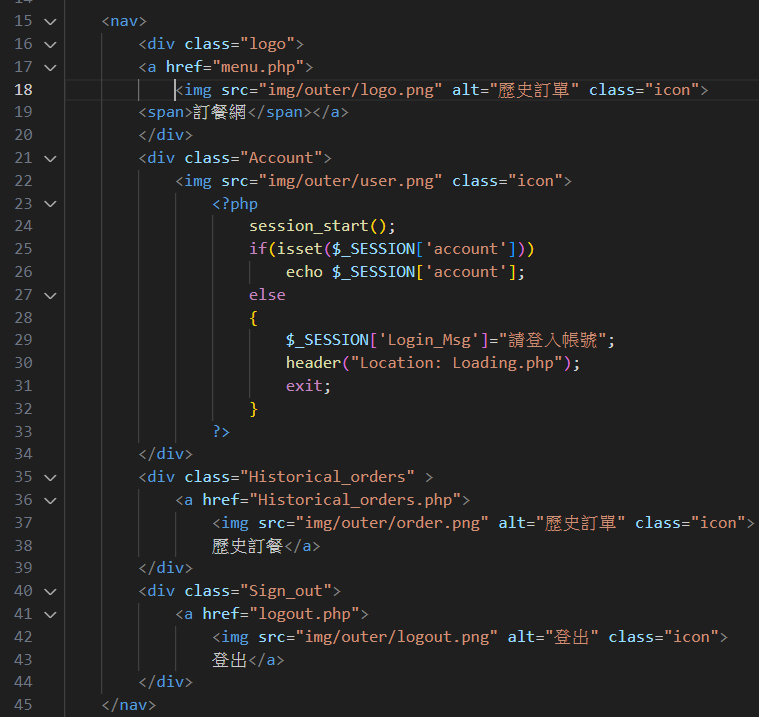 14
15 <nav>
16 <div class="logo">
17 <a href="menu.php">
18 <img src="img/outer/logo.png" alt="歷史訂單" class="icon">
19 <span>訂餐網</span></a>
20 </div>
21 <div class="Account">
22 <img src="img/outer/user.png" class="icon">
23 <?php
24 session_start();
25 if(isset($_SESSION['account']))
26 echo $_SESSION['account'];
27 else
28 {
29 $_SESSION['Login_Msg']="請登入帳號";
30 header("Location: Loading.php");
31 exit;
32 }
33 ?>
34 </div>
35 <div class="Historical_orders" >
36 <a href="Historical_orders.php">
37 <img src="img/outer/order.png" alt="歷史訂單" class="icon">
38 歷史訂餐</a>
39 </div>
40 <div class="Sign_out">
41 <a href="logout.php">
42 <img src="img/outer/logout.png" alt="登出" class="icon">
43 登出</a>
44 </div>
45 </nav>